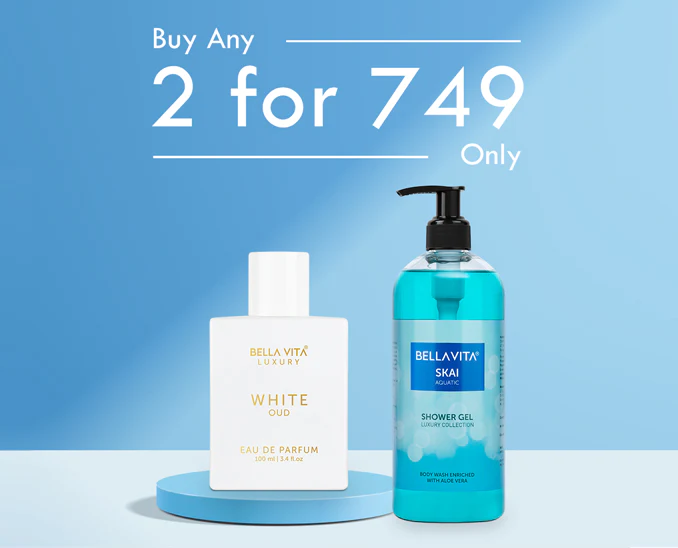 Buy Any
2 for 749
Only
BELLA VITA®
LUXURY
WHITE
OUD
EAU DE PARFUM
100 ml | 3.4 fl.oz
BELLAVITA®
SKAI
AQUATIC
SHOWER GEL
LUXURY COLLECTION
BODY WASH ENRICHED
WITH ALOE VERA